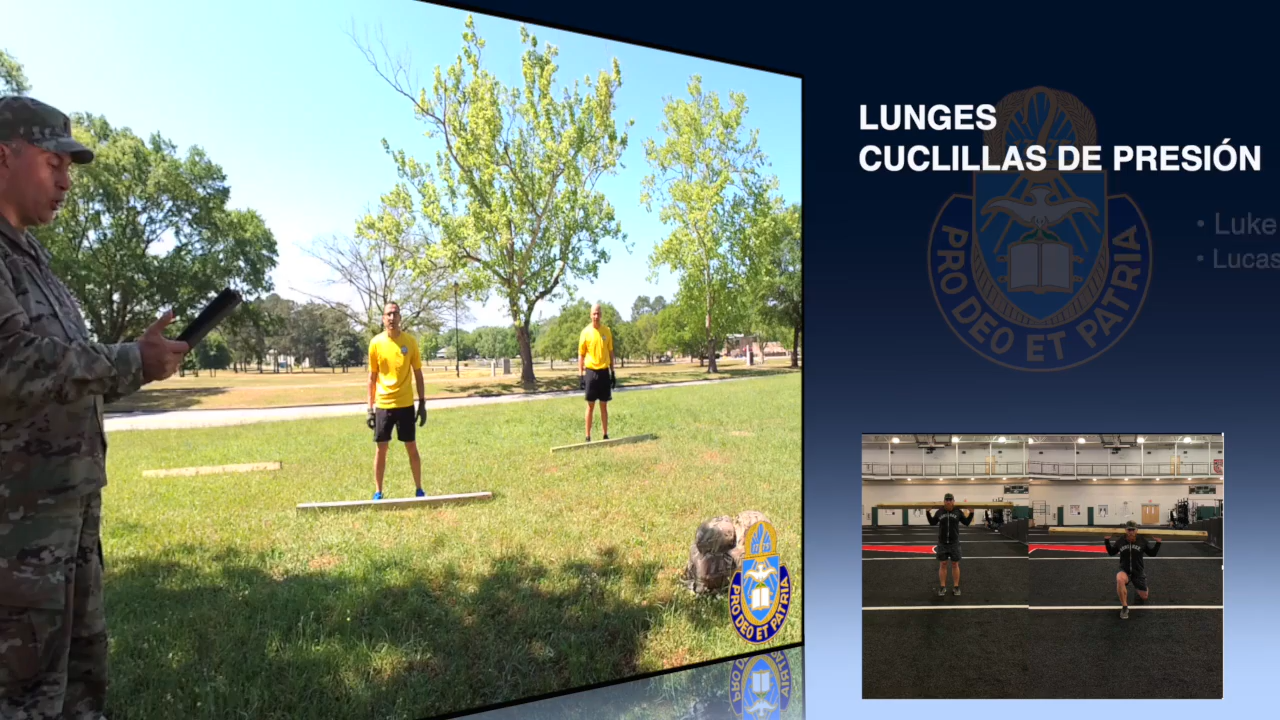 LUNGES
CUCLILLAS DE PRESIÓN
• Luke
• Lucas
PRO DEO ET PATRIA
PRO DEO ET PATRIA